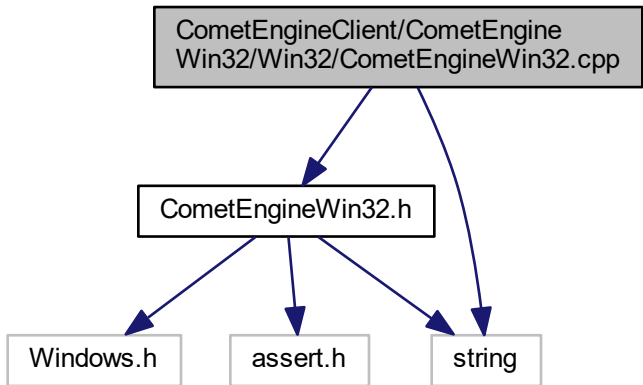 CometEngineClient/CometEngine
Win32/Win32/CometEngineWin32.cpp
CometEngineWin32.h
Windows.h
assert.h
string